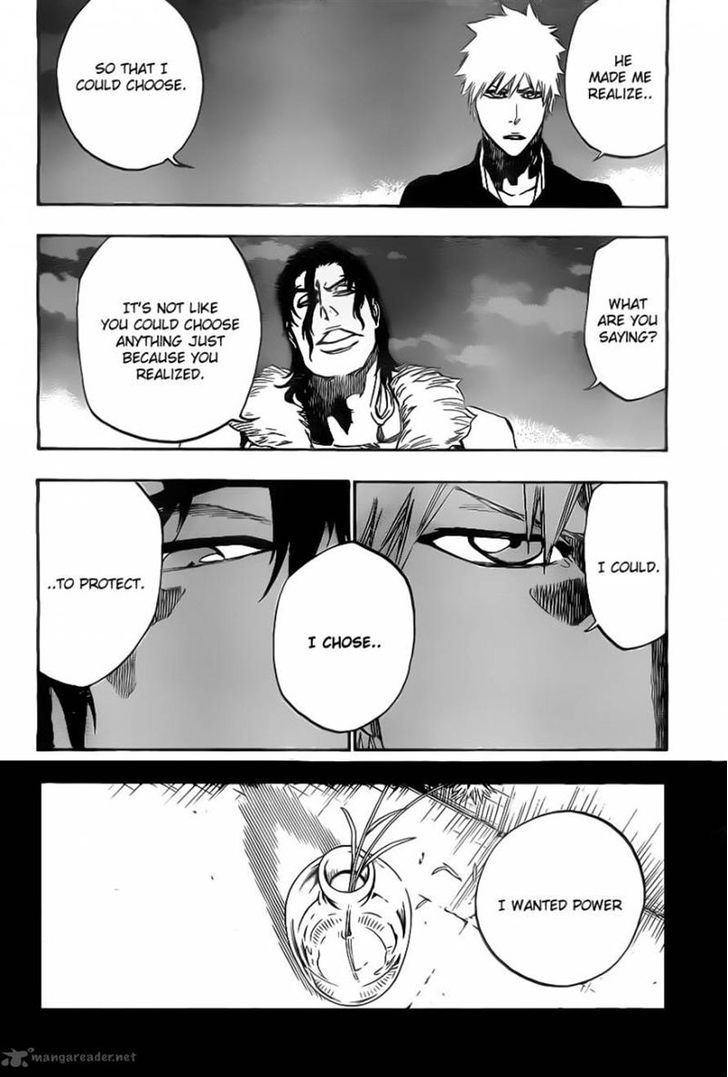 HE
MADE ME
REALIZE..
SO THAT I
COULD CHOOSE.
WHAT
ARE YOU
SAYING?
IT'S NOT LIKE
YOU COULD CHOOSE
ANYTHING JUST
BECAUSE YOU
REALIZED.
I COULD.
I CHOSE..
..TO PROTECT.
I WANTED POWER
mangareader.net